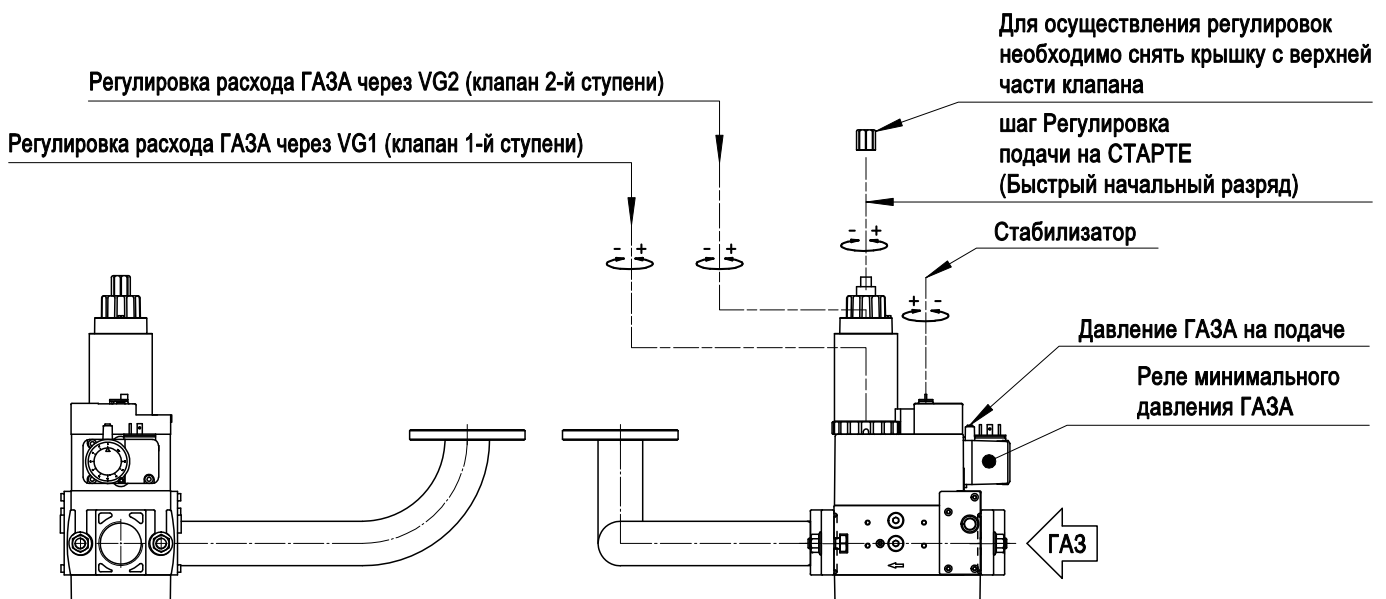 Для осуществления регулировок
необходимо снять крышку с верхней
части клапана
Регулировка расхода ГАЗА через VG2 (клапан 2-й ступени)
шаг Регулировка
подачи на СТАРТЕ
(Быстрый начальный разряд)
Регулировка расхода ГАЗА через VG1 (клапан 1-й ступени)
Стабилизатор
- +
- +
- +
+ -
Давление ГАЗА на подаче
Реле минимального
давления ГАЗА
ГАЗ